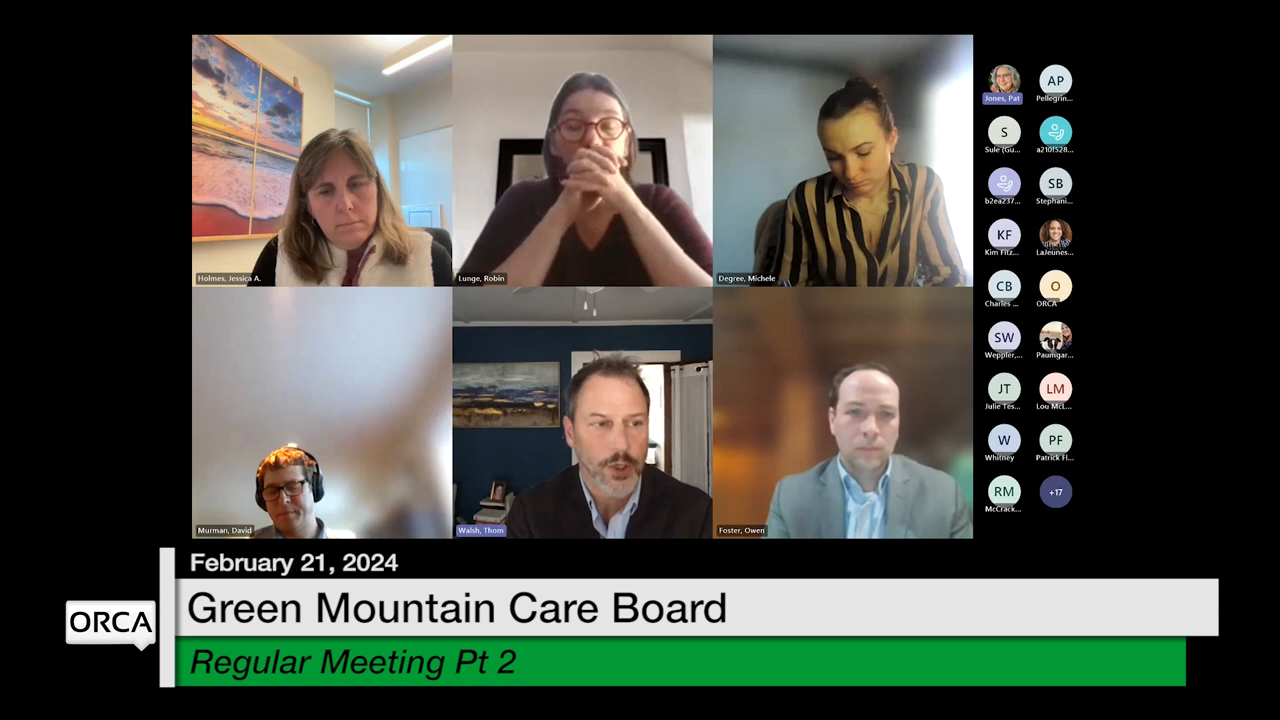 Holmes, Jessica A.
Lunge, Robin
Degree, Michele
Murman, David
Walsh, Thom
Foster, Owen
Jones, Pat
AP
Pellegrin...
S
Sule (Gu...
a210f528...
b2ea237...
SB
Stephani...
KF
Kim Fitz...
LaJeunes...
CB
Charles ...
O
ORCA
SW
Weppler,...
Paumgar...
JT
Julie Tes...
LM
Lou McL...
W
Whitney
PF
Patrick Fl...
RM
McCrack...
+17
February 21, 2024
ORCA
Green Mountain Care Board
Regular Meeting Pt 2